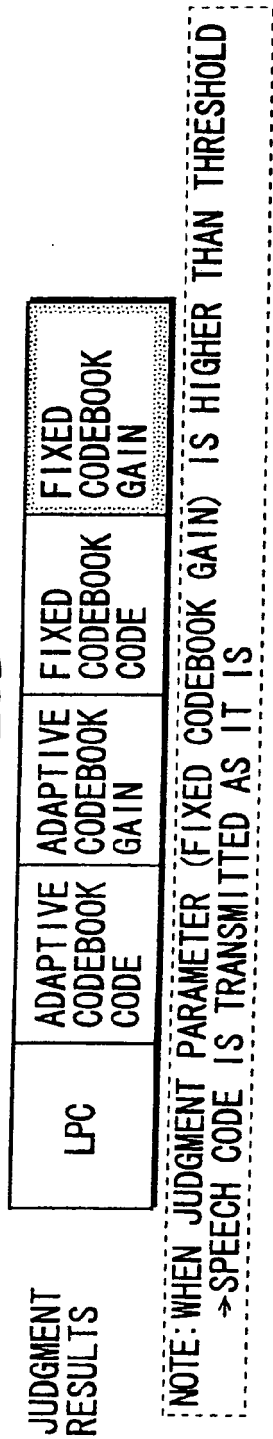 JUDGMENT
RESULTS
LPC
ADAPTIVE
CODEBOOK
CODE
ADAPTIVE
CODEBOOK
GAIN
FIXED
CODEBOOK
CODE
FIXED
CODEBOOK
GAIN
NOTE: WHEN JUDGMENT PARAMETER (FIXED CODEBOOK GAIN) IS HIGHER THAN THRESHOLD
→SPEECH CODE IS TRANSMITTED AS IT IS